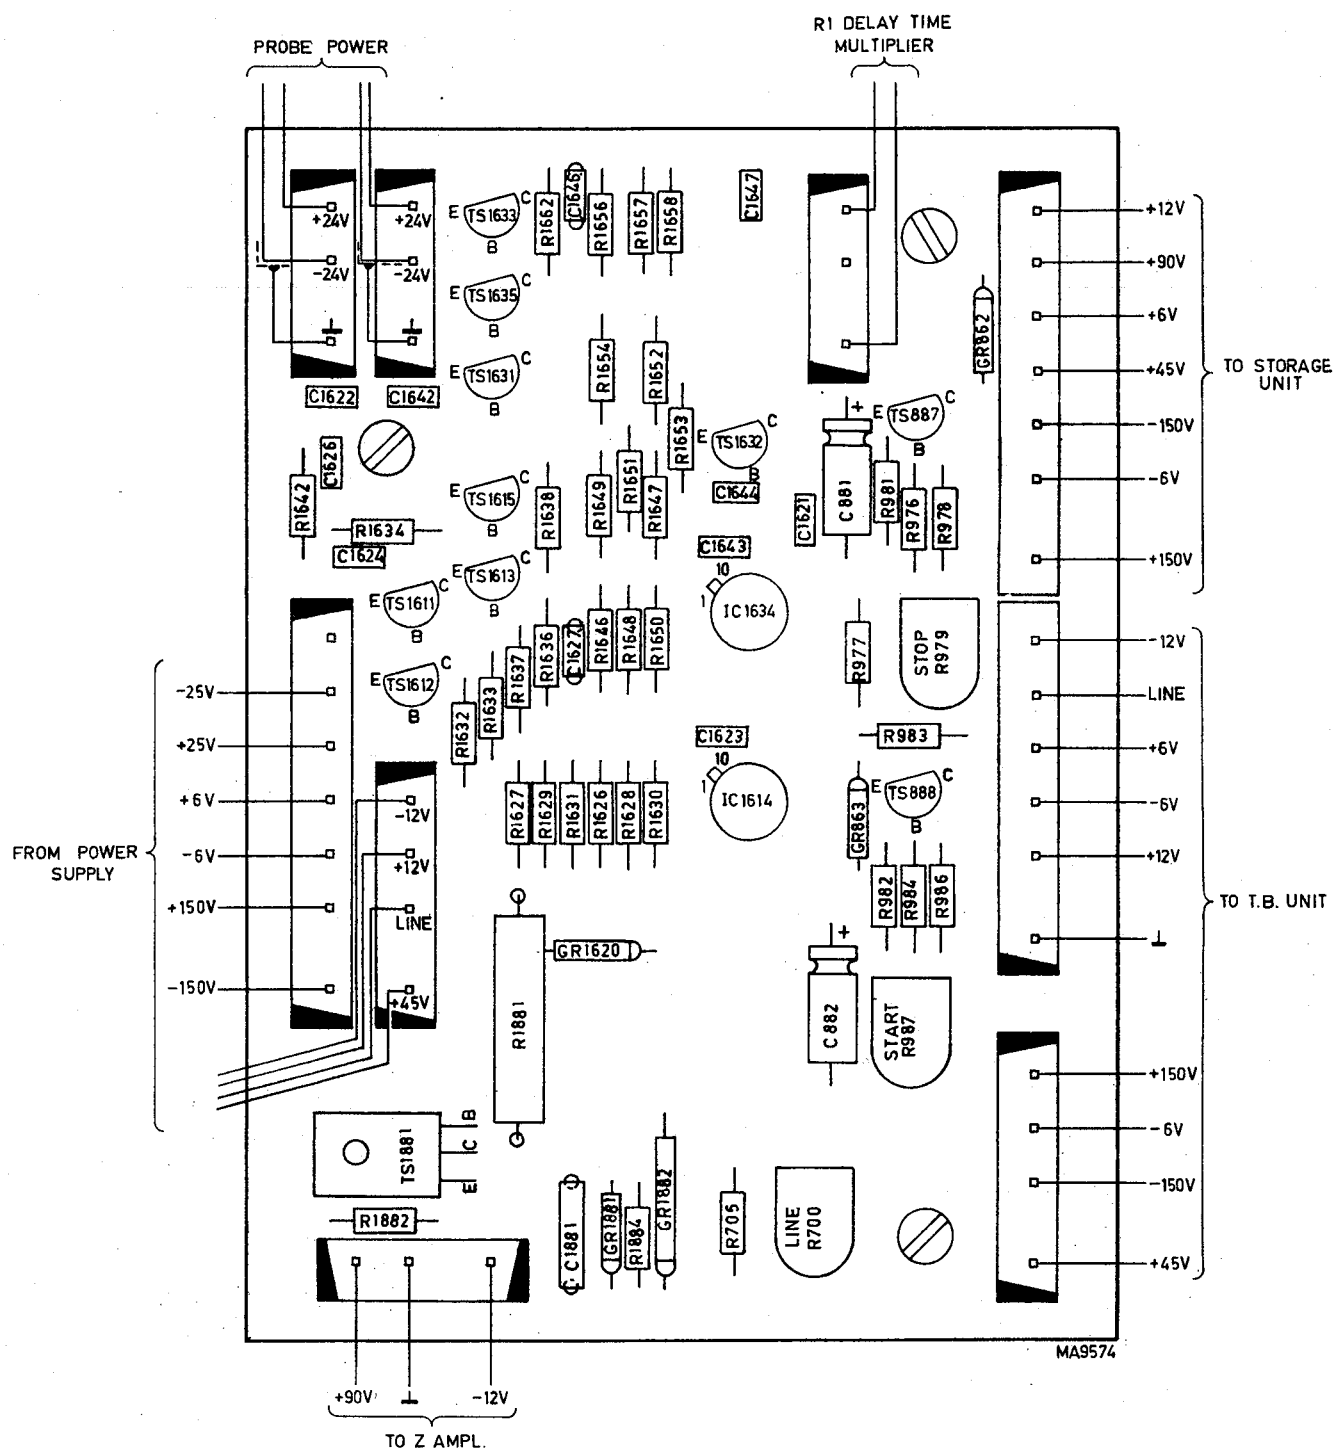 R1 DELAY TIME
MULTIPLIER
PROBE POWER
+24V
+24V
-24V
-24V
C1622
C1642
E TS1633 C
B
E TS1635 C
B
E TS1631 C
B
R1662
C1646
R1656
R1657
R1658
C1647
R1654
R1652
R1653
E TS1632 C
B
C1644
GR862
+
E TS887 C
B
C881
R981
R976
R978
C1621
+12V
+90V
+6V
+45V
-150V
-6V
+150V
TO STORAGE
UNIT
C1626
R1642
R1634
C1624
E TS1615 C
B
E TS1613 C
B
E TS1611 C
B
E TS1612 C
B
R1638
R1649
R1651
R1647
C1643
10
1
IC1634
R1632
R1633
R1637
R1636
C1627
R1646
R1648
R1650
R977
STOP
R979
C1623
10
1
IC1614
R983
E TS888 C
B
GR863
R982
R984
R986
-12V
LINE
+6V
-6V
+12V
TO T.B. UNIT
-25V
+25V
+6V
-6V
+150V
-150V
FROM POWER
SUPPLY
-12V
+12V
LINE
+45V
R1627
R1629
R1631
R1626
R1628
R1630
GR1620
R1881
+
C882
START
R987
+150V
-6V
-150V
+45V
TS1881
B
C
E
R1882
C1881
GR1881
R1884
GR1882
R705
LINE
R700
MA9574
+90V
-12V
TO Z AMPL.